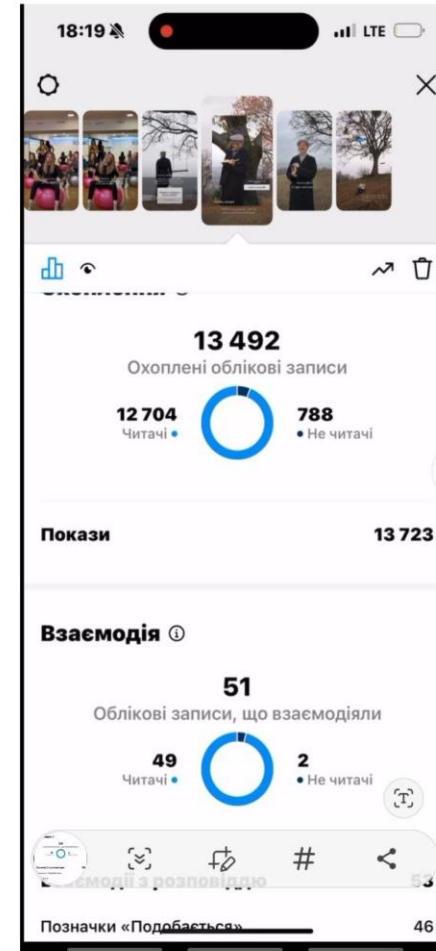 18:19
LTE
13 492
Охоплені облікові записи
12 704
Читачі
788
Не читачі
Покази 13 723
Взаємодія
51
Облікові записи, що взаємодіяли
49
Читачі
2
Не читачі
T
#
53
Позначки «Подобається» 46